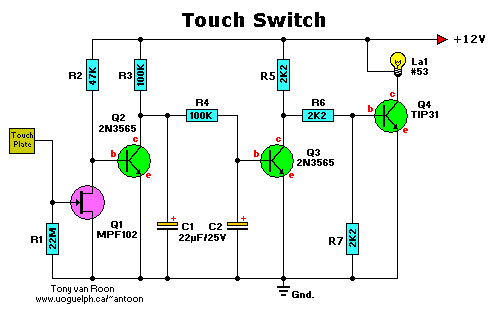 Touch Switch
+12V
La1
#53
R2
47K
R3
100K
R5
2K2
R4
100K
R6
2K2
c
Q4
b
TIP31
e
Q2
2N3565
c
b
e
Touch
Plate
c
Q3
b
2N3565
e
Q1
MPF102
R1
22M
+
C1
22µF/25V
+
C2
R7
2K2
Gnd.
Tony van Roon
www.uoguelph.ca/~antoon